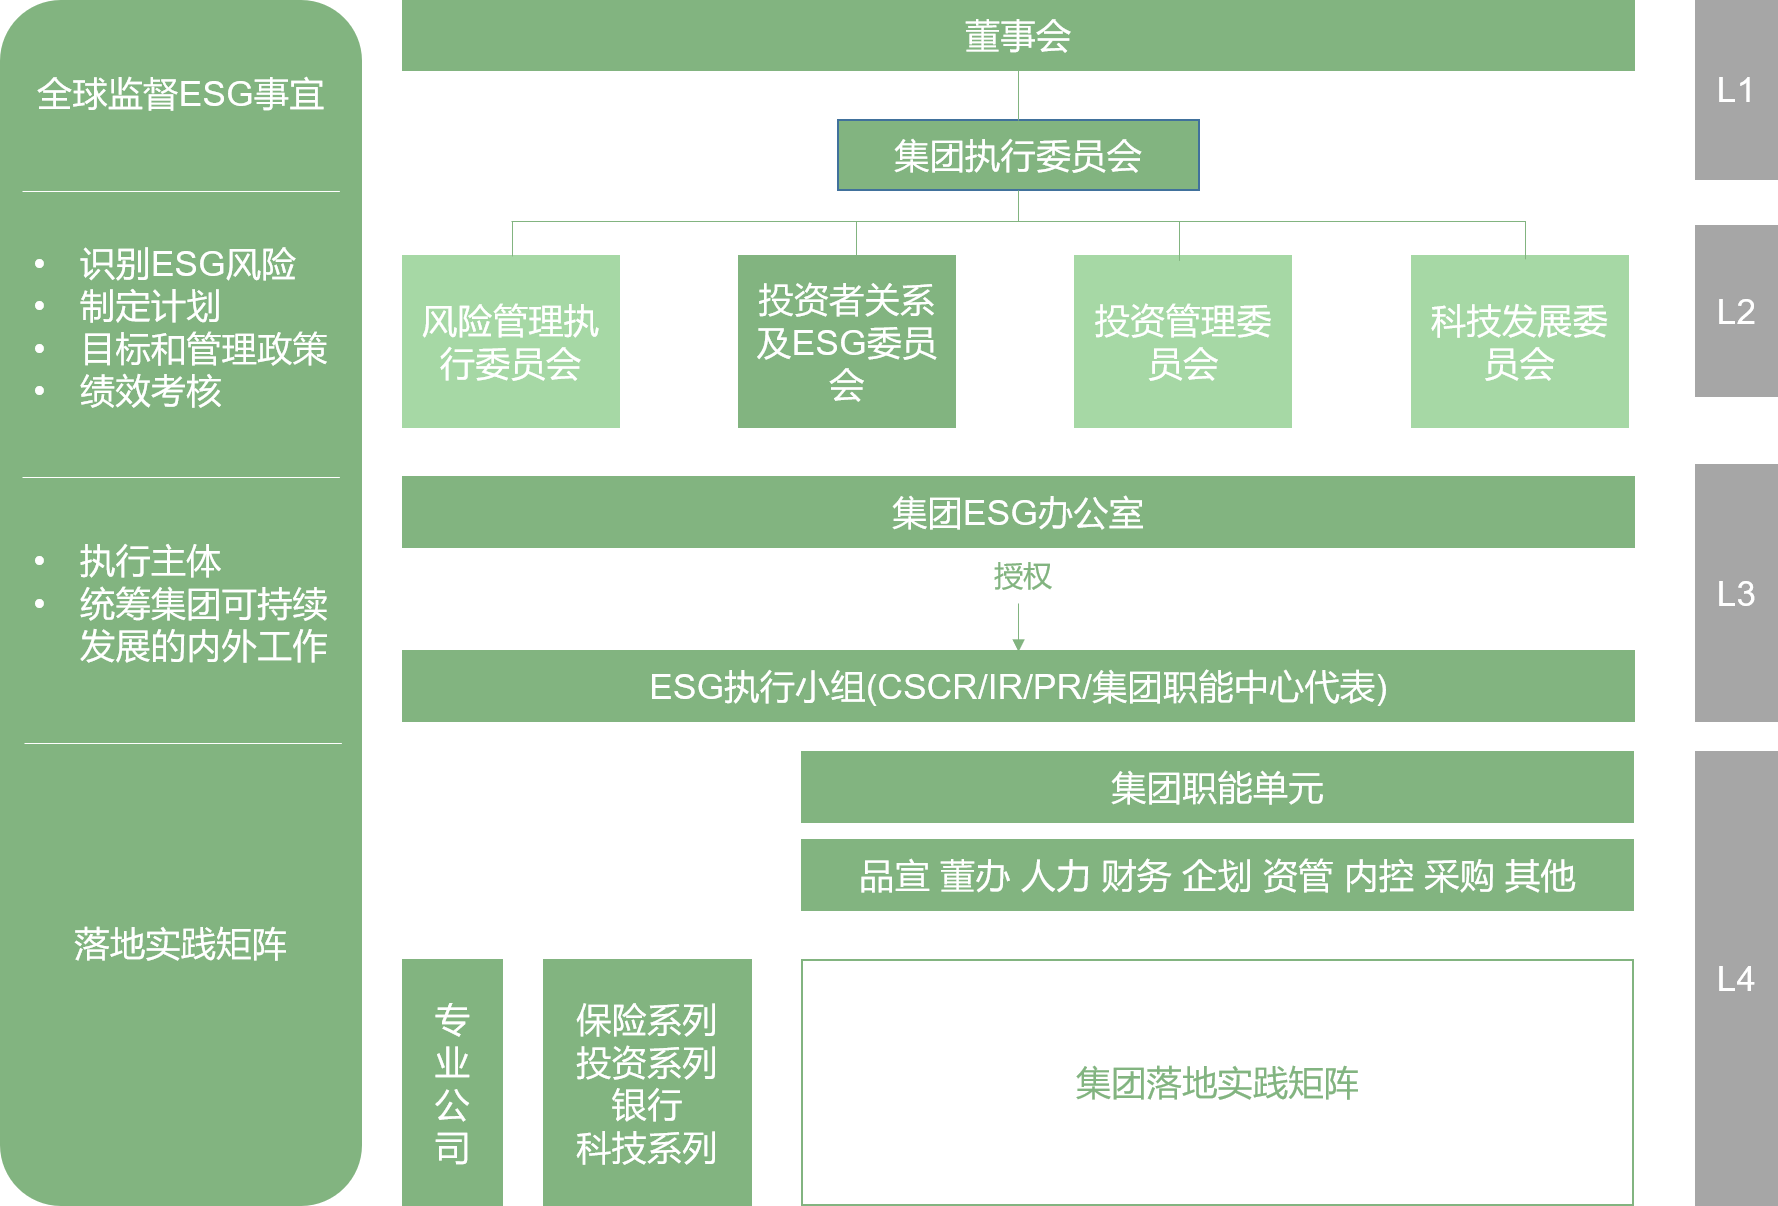 董事会
全球监督ESG事宜
L1
集团执行委员会
• 识别ESG风险
• 制定计划
• 目标和管理政策
• 绩效考核
风险管理执
行委员会
投资者关系
及ESG委员
会
投资管理委
员会
科技发展委
员会
L2
集团ESG办公室
授权
• 执行主体
• 统筹集团可持续
发展的内外工作
L3
ESG执行小组(CSCR/IR/PR/集团职能中心代表)
集团职能单元
品宣 董办 人力 财务 企划 资管 内控 采购 其他
落地实践矩阵
L4
专
业
公
司
保险系列
投资系列
银行
科技系列
集团落地实践矩阵